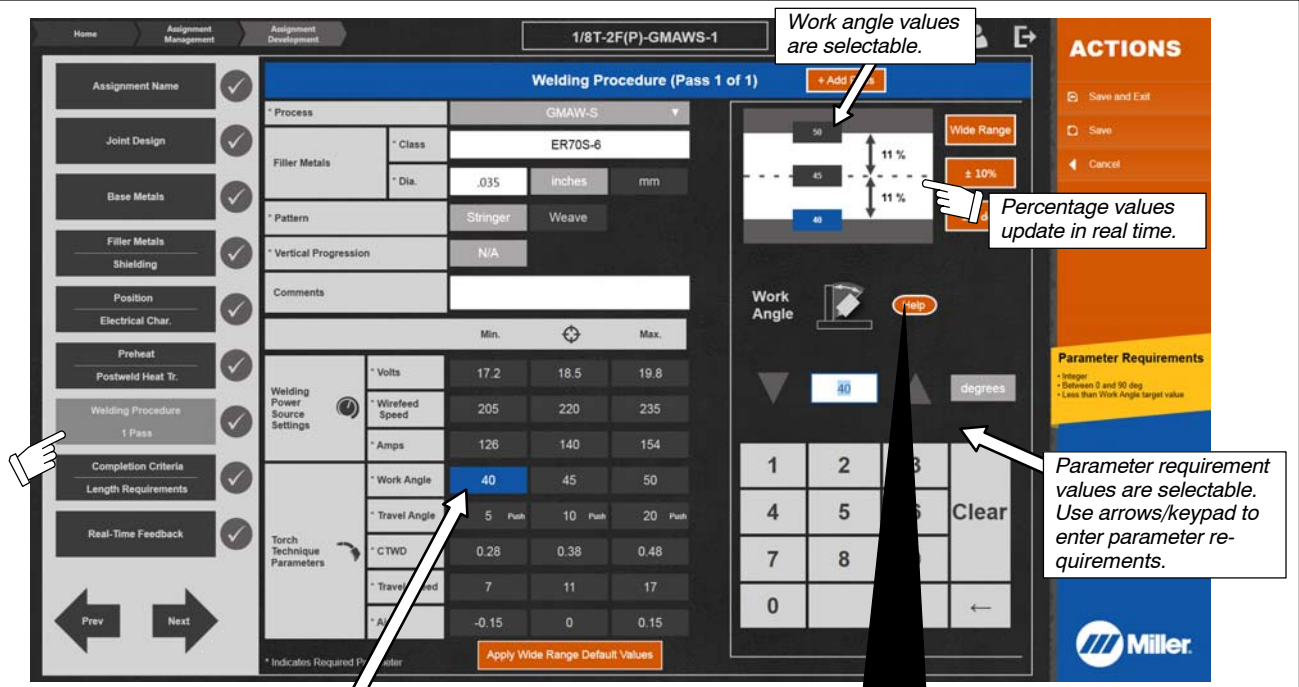 Home
Assignment
Management
Assignment
Development
1/8T-2F(P)-GMAWS-1
Work angle values
are selectable.
ACTIONS
Save and Exit
Save
Cancel
Assignment Name
Joint Design
Base Metals
Filler Metals
Shielding
Position
Electrical Char.
Preheat
Postweld Heat Tr.
Welding Procedure
1 Pass
Completion Criteria
Length Requirements
Real-Time Feedback
Prev
Next
Welding Procedure (Pass 1 of 1)
+ Add
* Process
GMAW-S
Filler Metals
* Class
ER70S-6
* Dia.
.035
inches
mm
* Pattern
Stringer
Weave
* Vertical Progression
N/A
Comments
Min.
Max.
Welding
Power
Source
Settings
* Volts
17.2
18.5
19.8
* Wirefeed
Speed
205
220
235
* Amps
126
140
154
Torch
Technique
Parameters
* Work Angle
40
45
50
* Travel Angle
5 Push
10 Push
20 Push
* CTWD
0.28
0.38
0.48
7
11
17
-0.15
0
0.15
* Indicates Required
Apply Wide Range Default Values
50
11 %
45
11 %
40
Wide Range
± 10%
Percentage values
update in real time.
Work
Angle
Help
40
degrees
1
2
3
4
5
Clear
7
8
0
←
Parameter Requirements
• Integer
• Between 0 and 90 deg
• Less than Work Angle target value
Parameter requirement
values are selectable.
Use arrows/keypad to
enter parameter re-
quirements.
Miller.